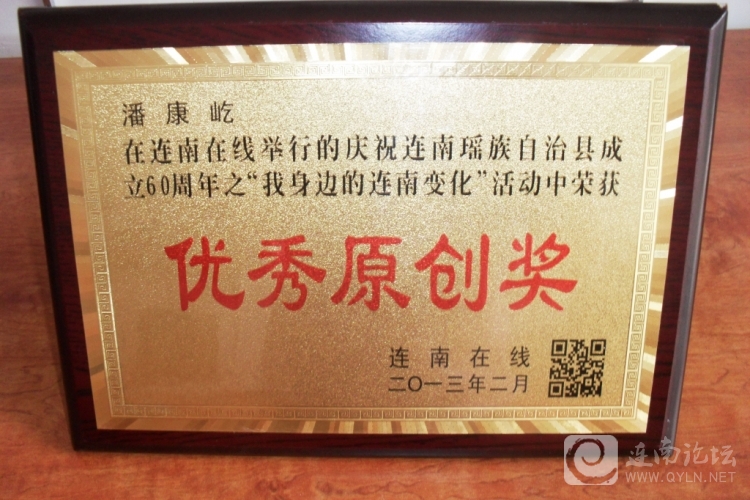 潘康屹
在连南在线举行的庆祝连南瑶族自治县成
立60周年之“我身边的连南变化”活动中荣获
优秀原创奖
连南在线
二〇一三年二月
连南论坛
WWW.QYLN.NET